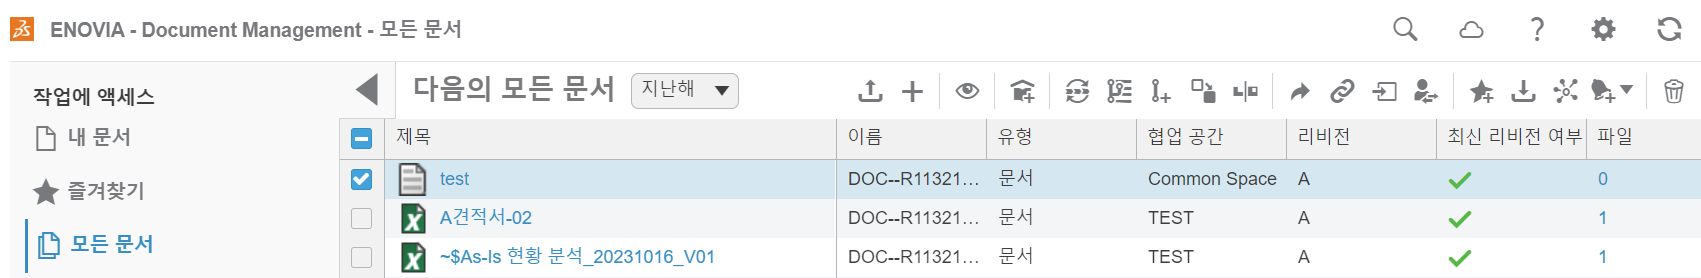 ENOVIA - Document Management - 모든 문서
작업에 액세스
내 문서
즐겨찾기
모든 문서
다음의 모든 문서 지난해
제목 이름 유형 협업 공간 리비전 최신 리비전 여부 파일
test DOC--R11321... 문서 Common Space A 0
A견적서-02 DOC--R11321... 문서 TEST A 1
~$As-Is 현황 분석_20231016_V01 DOC--R11321... 문서 TEST A 1